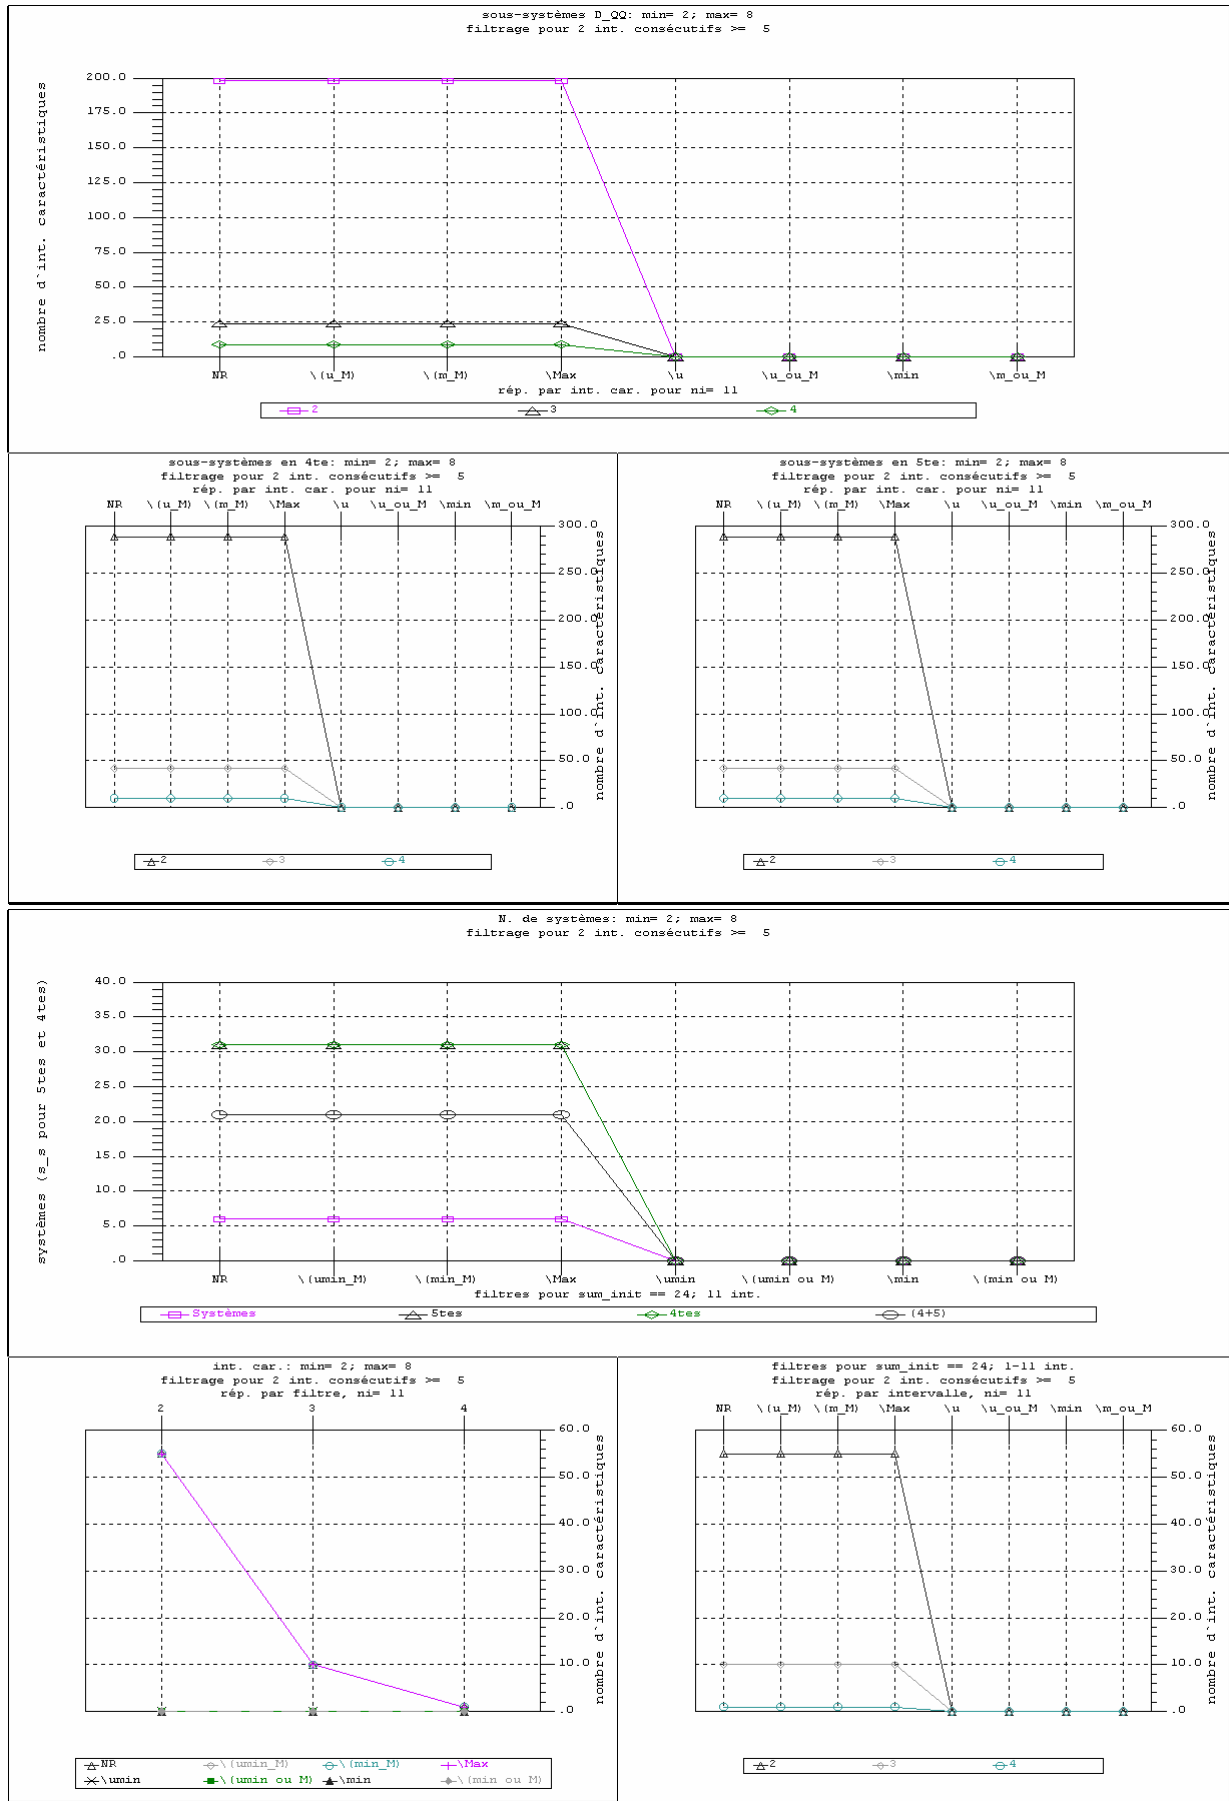 sous-systèmes D_QQ: min= 2; max= 8
filtrage pour 2 int. consécutifs >= 5
nombre d`int. caractéristiques
200.0
175.0
150.0
125.0
100.0
75.0
50.0
25.0
.0
NR \(u_M) \(m_M) \Max \u \u_ou_M \min \m_ou_M
rép. par int. car. pour ni= 11
2 3 4
sous-systèmes en 4te: min= 2; max= 8
filtrage pour 2 int. consécutifs >= 5
rép. par int. car. pour ni= 11
NR \(u_M) \(m_M) \Max \u \u_ou_M \min \m_ou_M
300.0
250.0
200.0
150.0
100.0
50.0
.0
nombre d`int. caractéristiques
2 3 4
sous-systèmes en 5te: min= 2; max= 8
filtrage pour 2 int. consécutifs >= 5
rép. par int. car. pour ni= 11
NR \(u_M) \(m_M) \Max \u \u_ou_M \min \m_ou_M
300.0
250.0
200.0
150.0
100.0
50.0
.0
nombre d`int. caractéristiques
2 3 4
N. de systèmes: min= 2; max= 8
filtrage pour 2 int. consécutifs >= 5
systèmes (s_s pour 5tes et 4tes)
40.0
35.0
30.0
25.0
20.0
15.0
10.0
5.0
.0
NR \(umin_M) \(min_M) \Max \umin \(umin ou M) \min \(min ou M)
filtres pour sum_init == 24; 11 int.
Systèmes 5tes 4tes (4+5)
int. car.: min= 2; max= 8
filtrage pour 2 int. consécutifs >= 5
rép. par filtre, ni= 11
2 3 4
60.0
50.0
40.0
30.0
20.0
10.0
.0
nombre d`int. caractéristiques
NR \(umin_M) \(min_M) \Max
\umin \(umin ou M) \min \(min ou M)
filtres pour sum_init == 24; 1-11 int.
filtrage pour 2 int. consécutifs >= 5
rép. par intervalle, ni= 11
NR \(u_M) \(m_M) \Max \u \u_ou_M \min \m_ou_M
60.0
50.0
40.0
30.0
20.0
10.0
.0
nombre d`int. caractéristiques
2 3 4